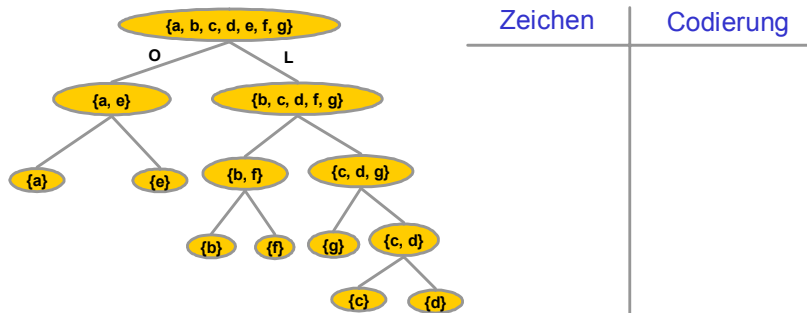 {a, b, c, d, e, f, g}
O L
{a, e} {b, c, d, f, g}
{a} {e} {b, f} {c, d, g}
{b} {f} {g} {c, d}
{c} {d}
Zeichen Codierung